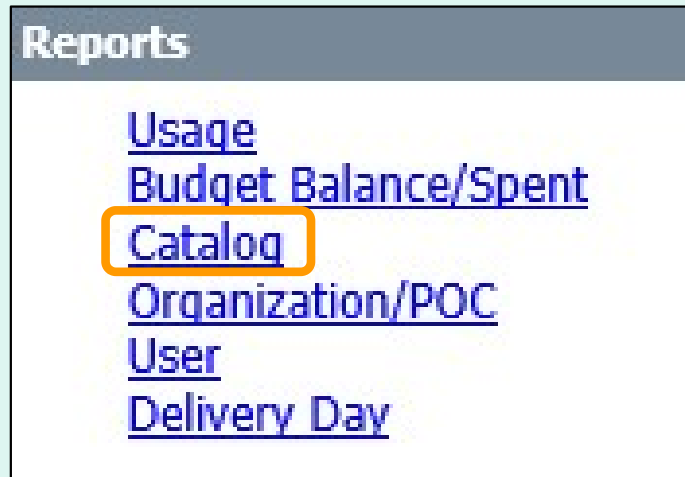 Reports
Usage
Budget Balance/Spent
Catalog
Organization/POC
User
Delivery Day